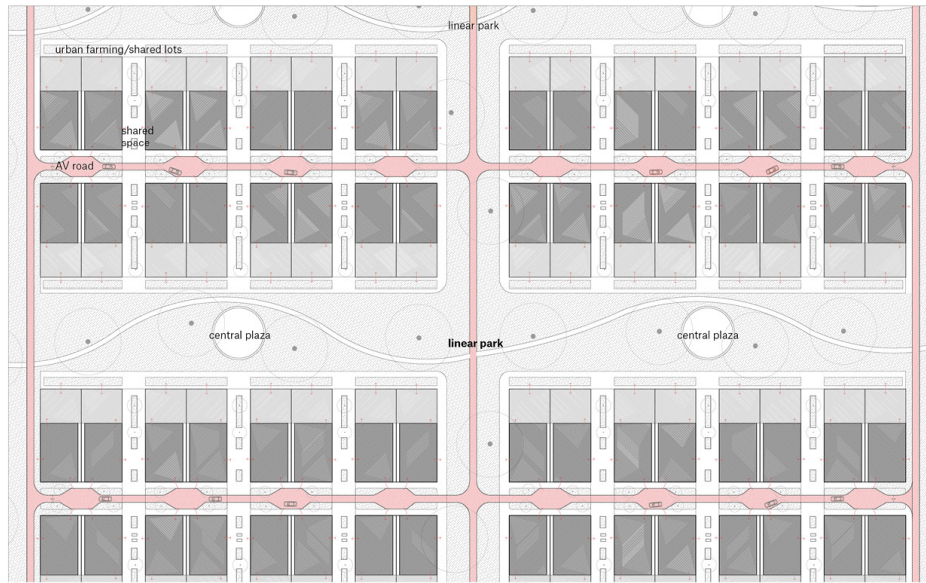 linear park
urban farming/shared lots
shared
space
AV road
central plaza
central plaza
linear park